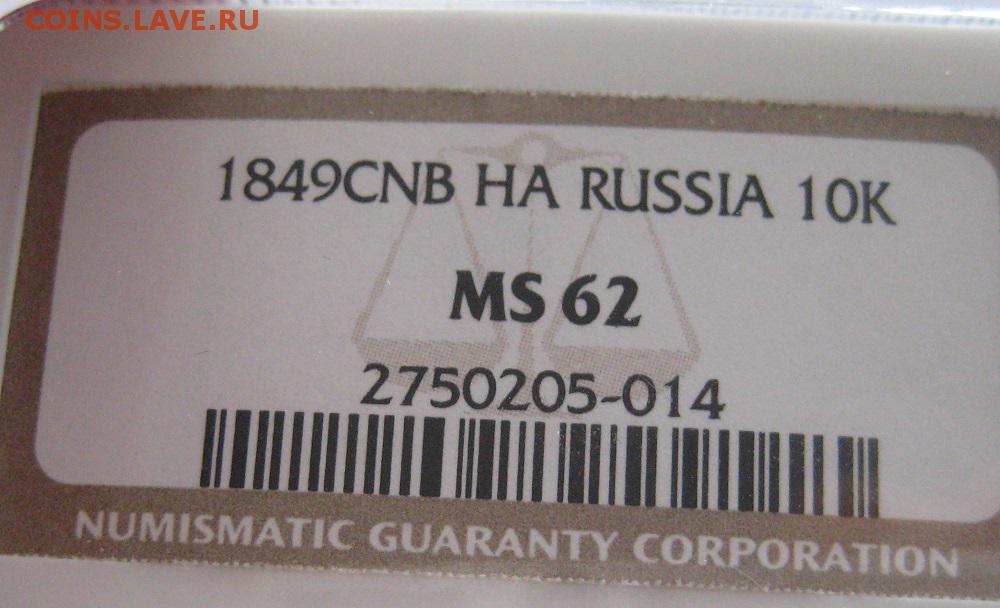 COINS.LAVE.RU
1849CNB HA RUSSIA 10K
MS 62
2750205-014
NUMISMATIC GUARANTY CORPORATION